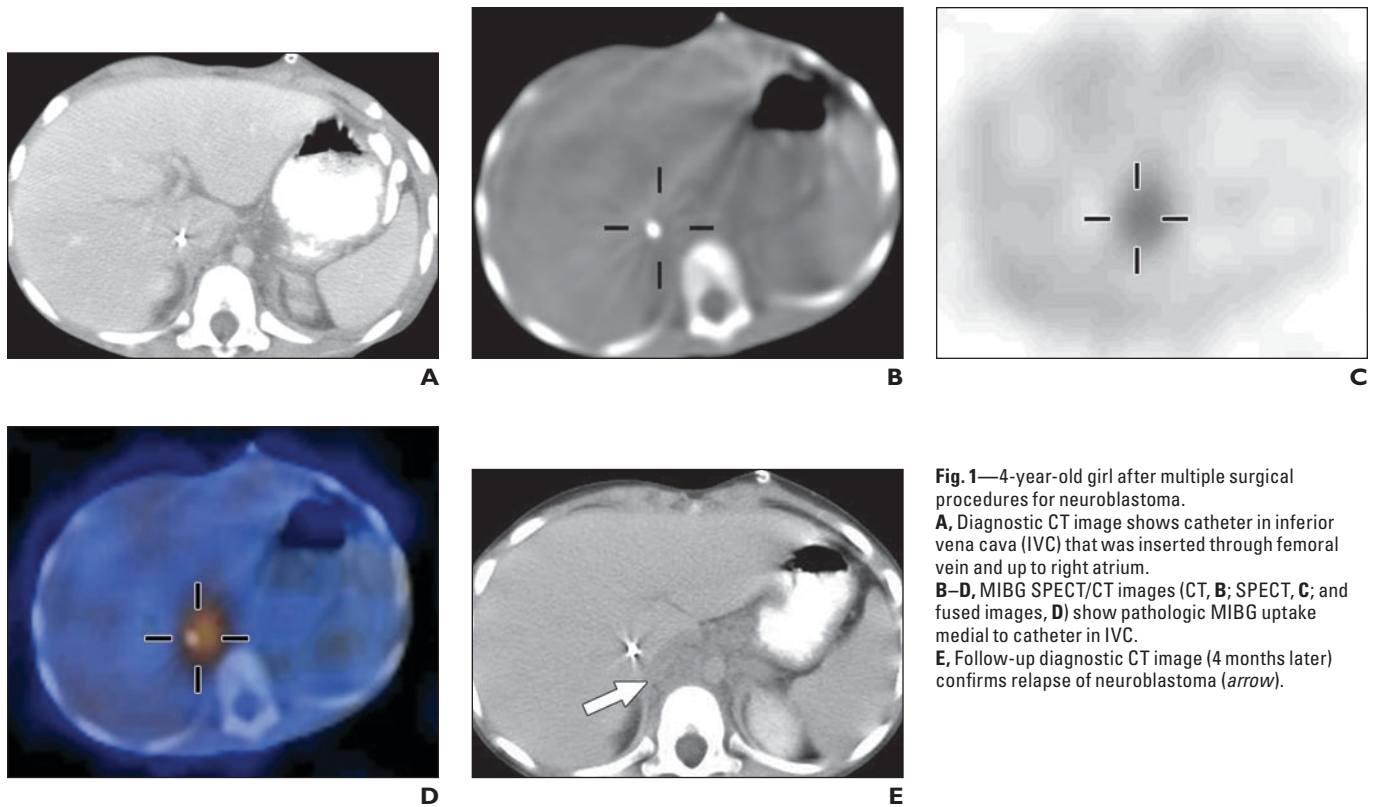 A
B
C
D
E
Fig. 1—4-year-old girl after multiple surgical
procedures for neuroblastoma.
A, Diagnostic CT image shows catheter in inferior
vena cava (IVC) that was inserted through femoral
vein and up to right atrium.
B–D, MIBG SPECT/CT images (CT, B; SPECT, C; and
fused images, D) show pathologic MIBG uptake
medial to catheter in IVC.
E, Follow-up diagnostic CT image (4 months later)
confirms relapse of neuroblastoma (arrow).